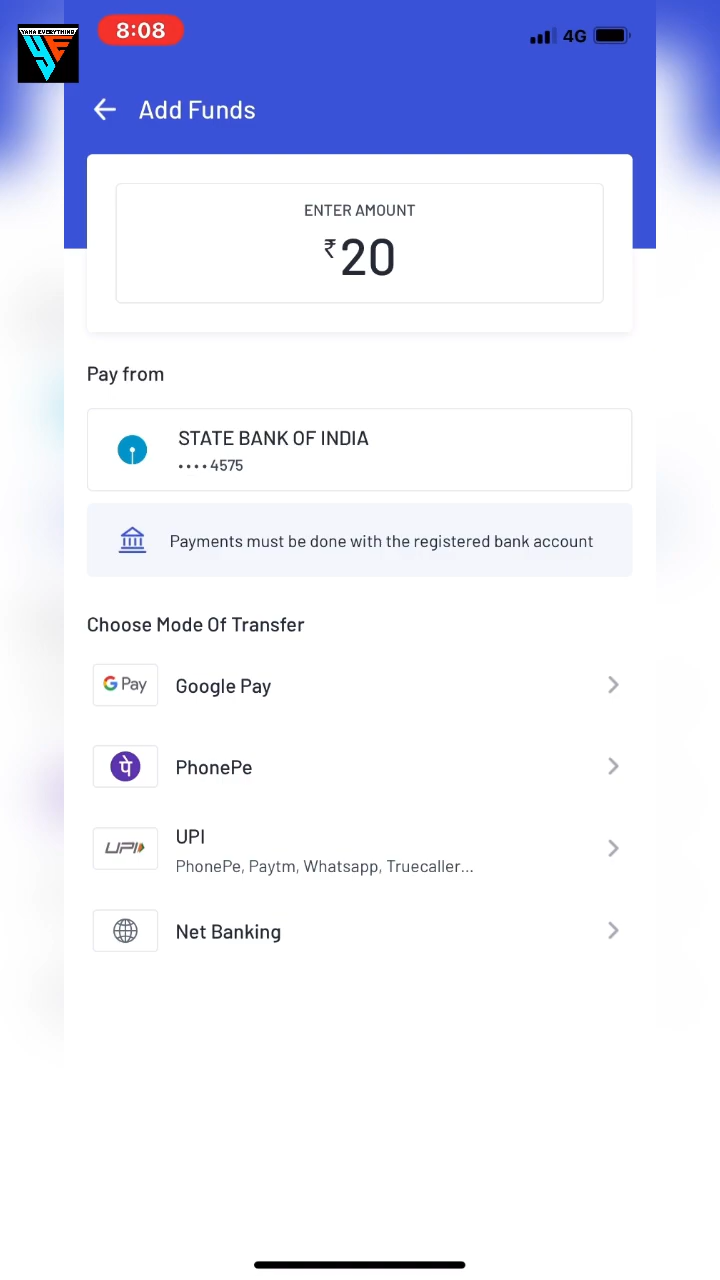 YAHA EVERYTHING
8:08
4G
Add Funds
ENTER AMOUNT
₹20
Pay from
STATE BANK OF INDIA
•••• 4575
Payments must be done with the registered bank account
Choose Mode Of Transfer
G Pay
Google Pay
पे
PhonePe
UPI
UPI
PhonePe, Paytm, Whatsapp, Truecaller...
Net Banking